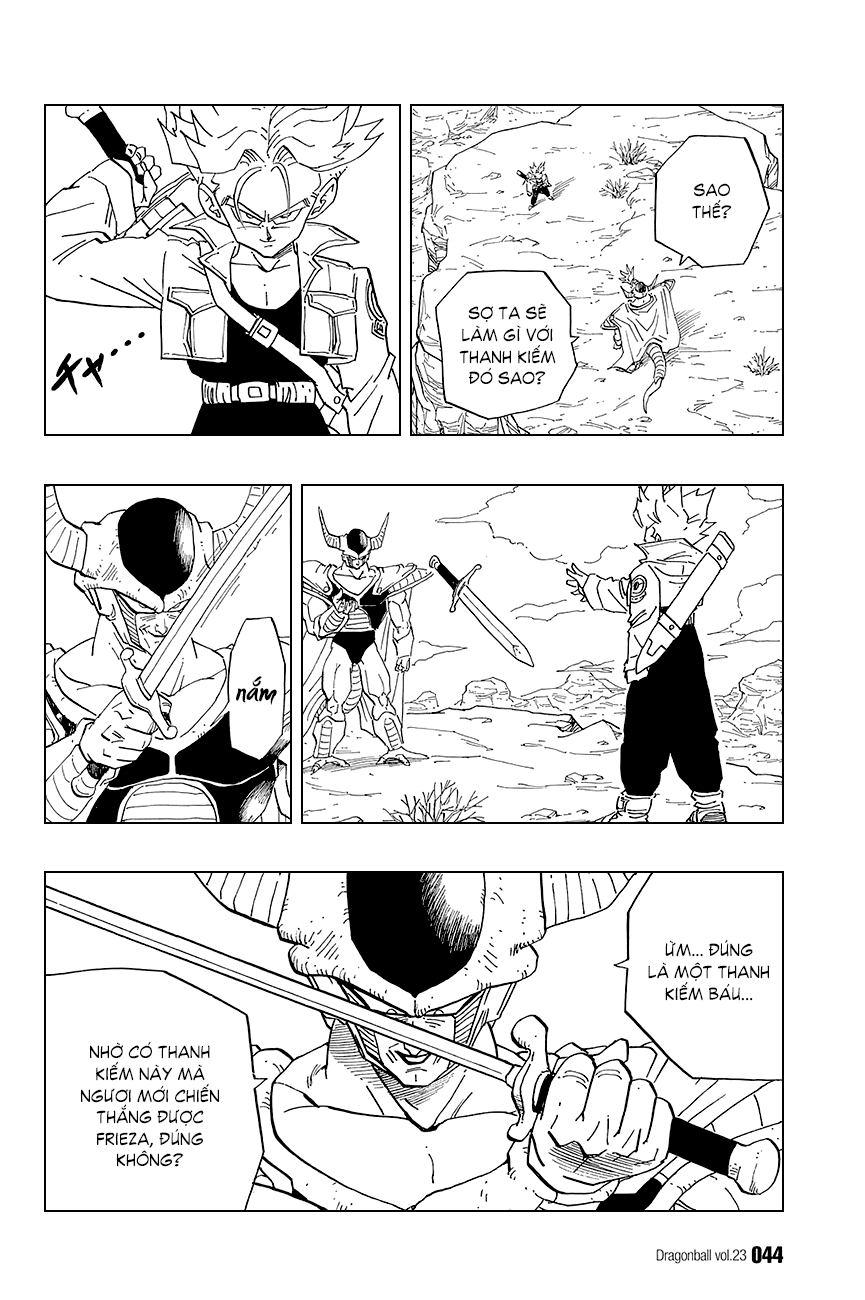 SAO
THẾ?
SỢ TA SẼ
LÀM GÌ VỚI
THANH KIẾM
ĐÓ SAO?
チャ…
nắm
ỪM... ĐÚNG
LÀ MỘT THANH
KIẾM BÁU...
NHỜ CÓ THANH
KIẾM NÀY MÀ
NGƯƠI MỚI CHIẾN
THẮNG ĐƯỢC
FRIEZA, ĐÚNG
KHÔNG?
Dragonball vol.23 044